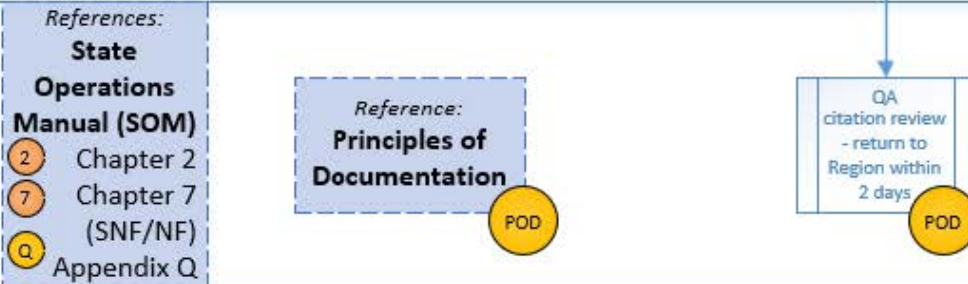 References:
State
Operations
Manual (SOM)
2 Chapter 2
7 Chapter 7
(SNF/NF)
Q Appendix Q
Reference:
Principles of
Documentation
POD
QA
citation review
- return to
Region within
2 days
POD